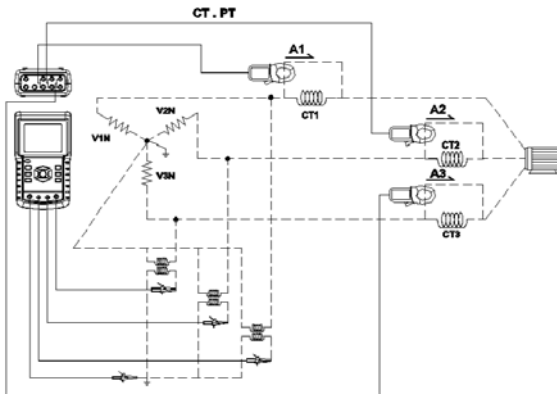 CT . PT
A1
CT1
V1N
V2N
V3N
A2
CT2
A3
CT3